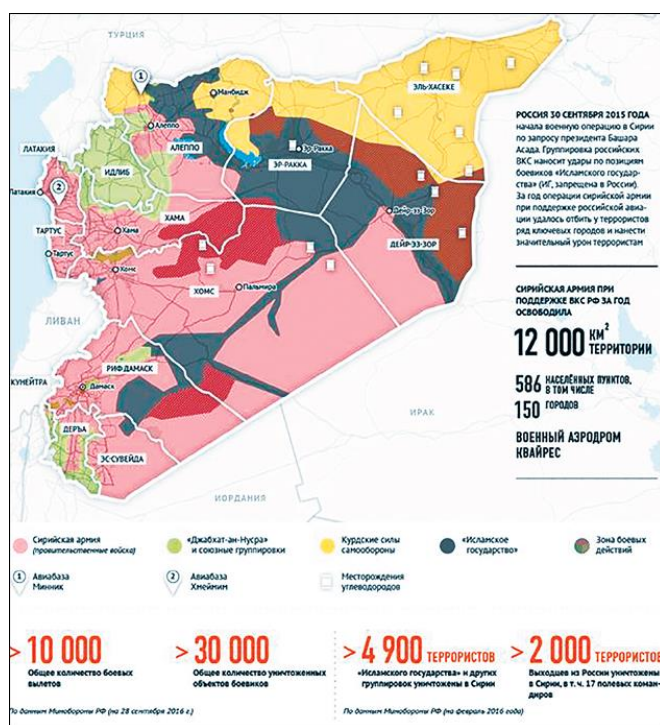 ТУРЦИЯ
ЭЛЬ-ХАСЕКЕ
Манбидж
Алеппо
АЛЕППО
ЛАТАКИЯ
ИДЛИБ
ЭР-РАККА
Эр-Ракка
Латакия
ХАМА
ТАРТУС
Хама
Дейр-эз-Зор
ДЕЙР-ЭЗ-ЗОР
Тартус
Хомс
ХОМС
Пальмира
ЛИВАН
РИФ-ДАМАСК
КУНЕЙТРА
Дамаск
ИРАК
ДЕРЪА
ЭС-СУВЕЙДА
ИОРДАНИЯ
1
2
РОССИЯ 30 СЕНТЯБРЯ 2015 ГОДА
начала военную операцию в Сирии
по запросу президента Башара
Асада. Группировка российских
ВКС наносит удары по позициям
боевиков «Исламского государ-
ства» (ИГ, запрещена в России).
За год операции сирийской армии
при поддержке российской авиа-
ции удалось отбить у террористов
ряд ключевых городов и нанести
значительный урон террористам
СИРИЙСКАЯ АРМИЯ ПРИ
ПОДДЕРЖКЕ ВКС РФ ЗА ГОД
ОСВОБОДИЛА
12 000 КМ²
ТЕРРИТОРИИ
586 НАСЕЛЁННЫХ ПУНКТОВ,
В ТОМ ЧИСЛЕ
150 ГОРОДОВ
ВОЕННЫЙ АЭРОДРОМ
КВАЙРЕС
Сирийская армия
(правительственные войска)
«Джабхат-ан-Нусра»
и союзные группировки
Курдские силы
самообороны
«Исламское
государство»
Зона боевых
действий
1 Авиабаза
Минник
2 Авиабаза
Хмеймим
Месторождения
углеводородов
> 10 000
Общее количество боевых
вылетов
> 30 000
Общее количество уничтоженных
объектов боевиков
> 4 900 ТЕРРОРИСТОВ
«Исламского государства» и других
группировок уничтожены в Сирии
> 2 000 ТЕРРОРИСТОВ
Выходцев из России уничтожены
в Сирии, в т. ч. 17 полевых коман-
диров
По данным Минобороны РФ (на 28 сентября 2016 г.)
По данным Минобороны РФ (на февраль 2016 года)